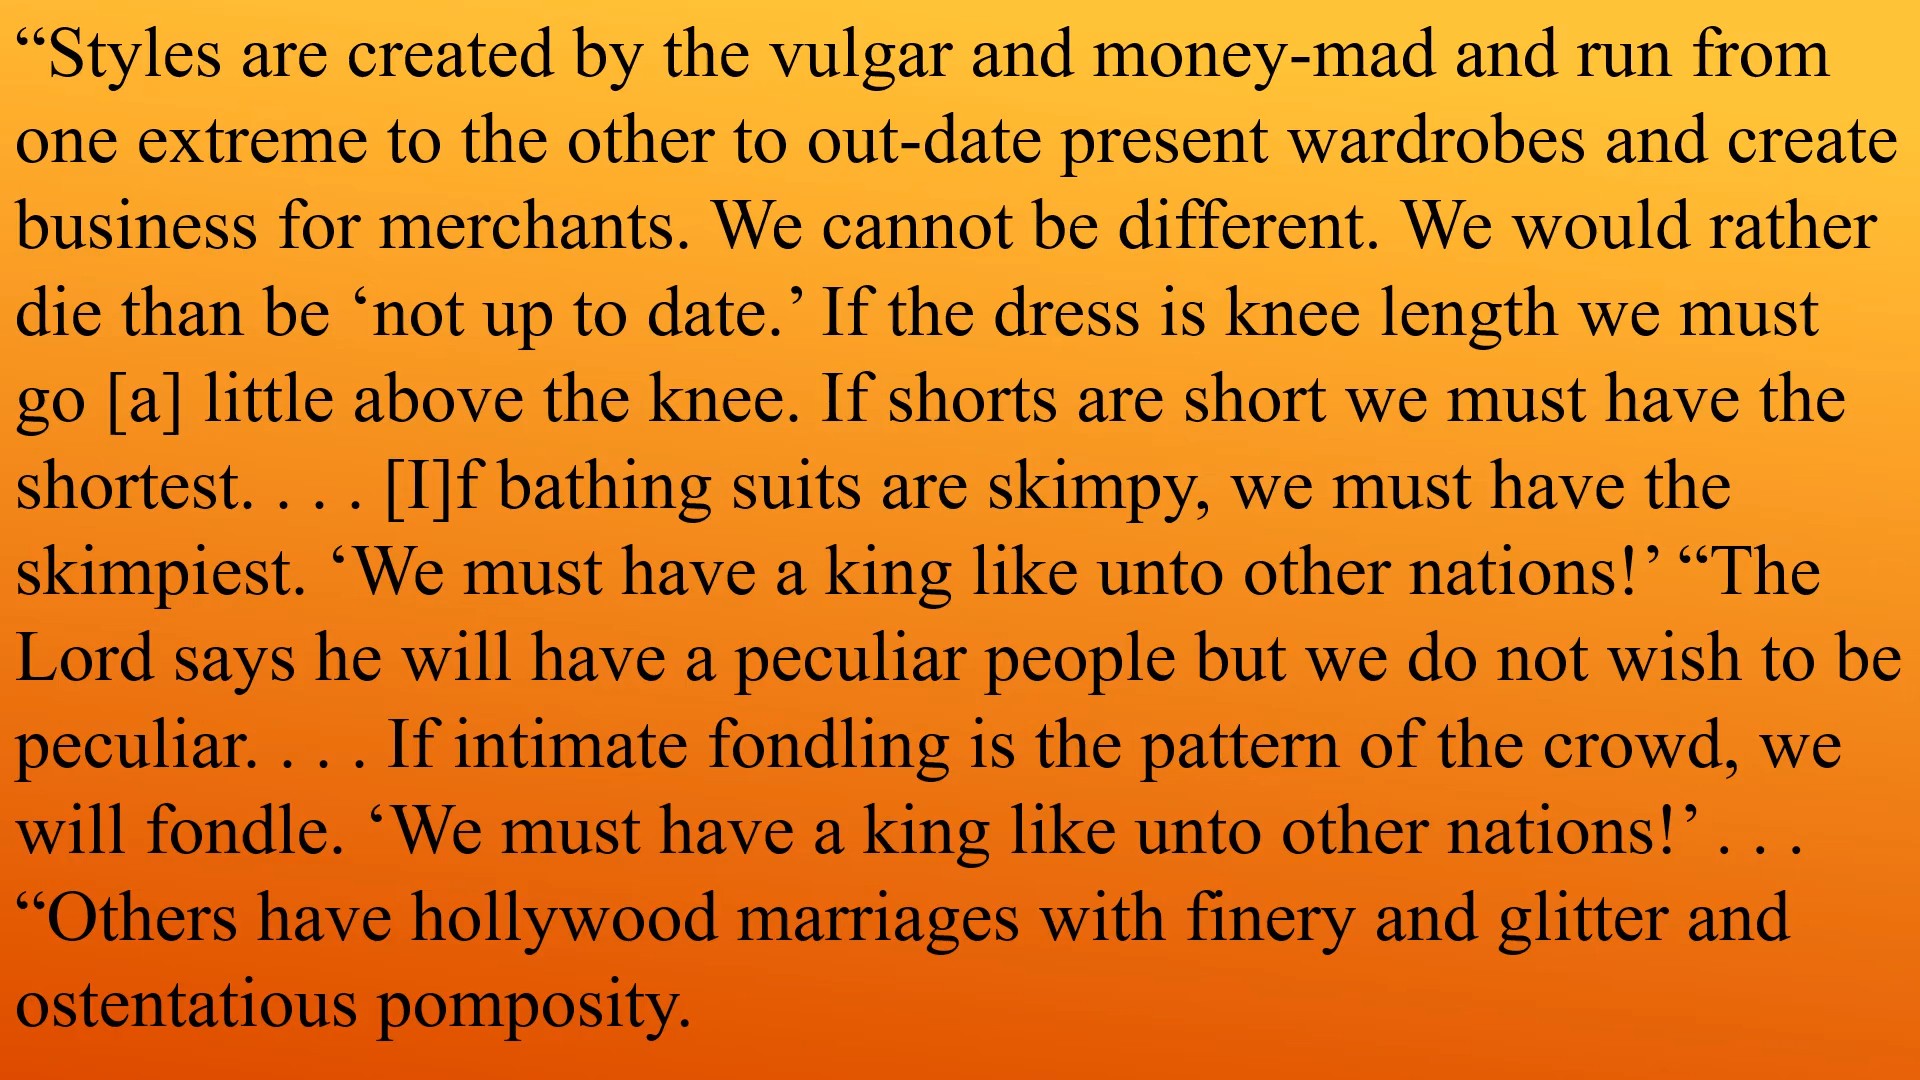 “Styles are created by the vulgar and money-mad and run from
one extreme to the other to out-date present wardrobes and create
business for merchants. We cannot be different. We would rather
die than be ‘not up to date.’ If the dress is knee length we must
go [a] little above the knee. If shorts are short we must have the
shortest. . . . [I]f bathing suits are skimpy, we must have the
skimpiest. ‘We must have a king like unto other nations!’ “The
Lord says he will have a peculiar people but we do not wish to be
peculiar. . . . If intimate fondling is the pattern of the crowd, we
will fondle. ‘We must have a king like unto other nations!’ . . .
“Others have hollywood marriages with finery and glitter and
ostentatious pomposity.